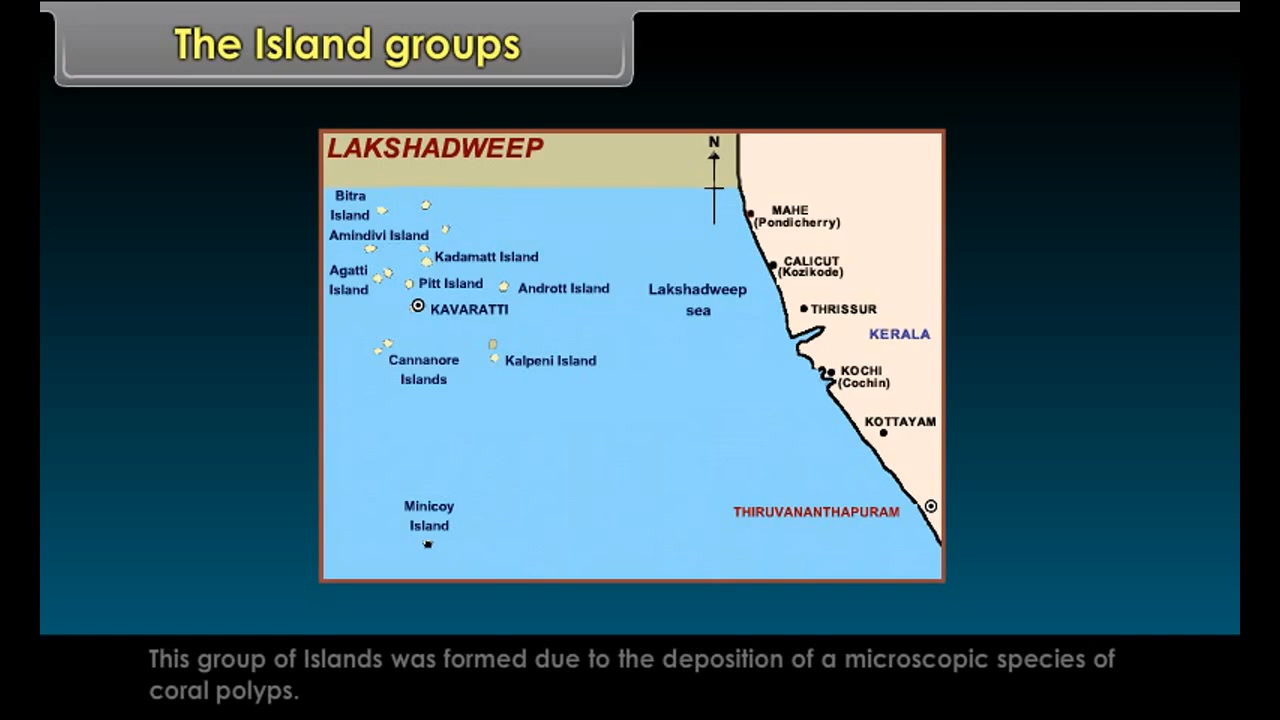 The Island groups
LAKSHADWEEP
N
Bitra
Island
Amindivi Island
Kadamatt Island
Agatti
Island
Pitt Island
Andrott Island
KAVARATTI
Lakshadweep
sea
Cannanore
Islands
Kalpeni Island
Minicoy
Island
MAHE
(Pondicherry)
CALICUT
(Kozikode)
THRISSUR
KERALA
KOCHI
(Cochin)
KOTTAYAM
THIRUVANANTHAPURAM
This group of Islands was formed due to the deposition of a microscopic species of
coral polyps.